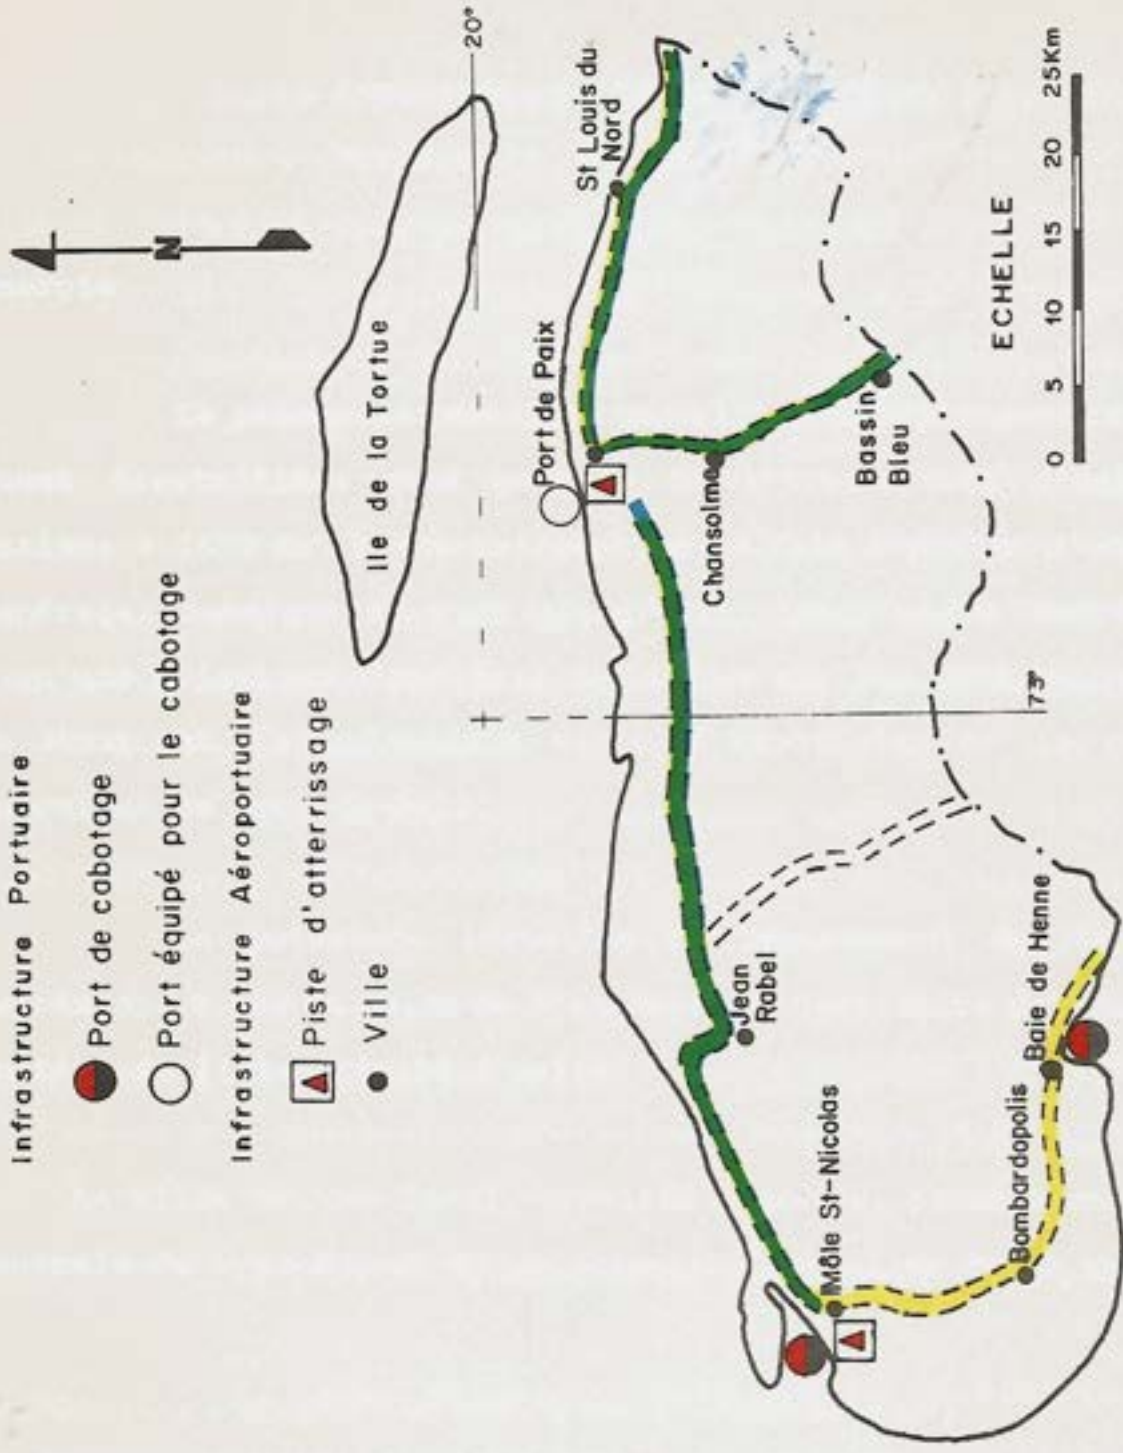 Infrastructure Portuaire
Port de cabotage
Port équipé pour le cabotage
Infrastructure Aéroportuaire
Piste d'atterrissage
Ville
N
Ile de la Tortue
20°
Port de Paix
St Louis du
Nord
Chansolme
Bassin
Bleu
Jean
Rabel
Môle St-Nicolas
Bombardopolis
Baie de Henne
73°
ECHELLE
0 5 10 15 20 25Km